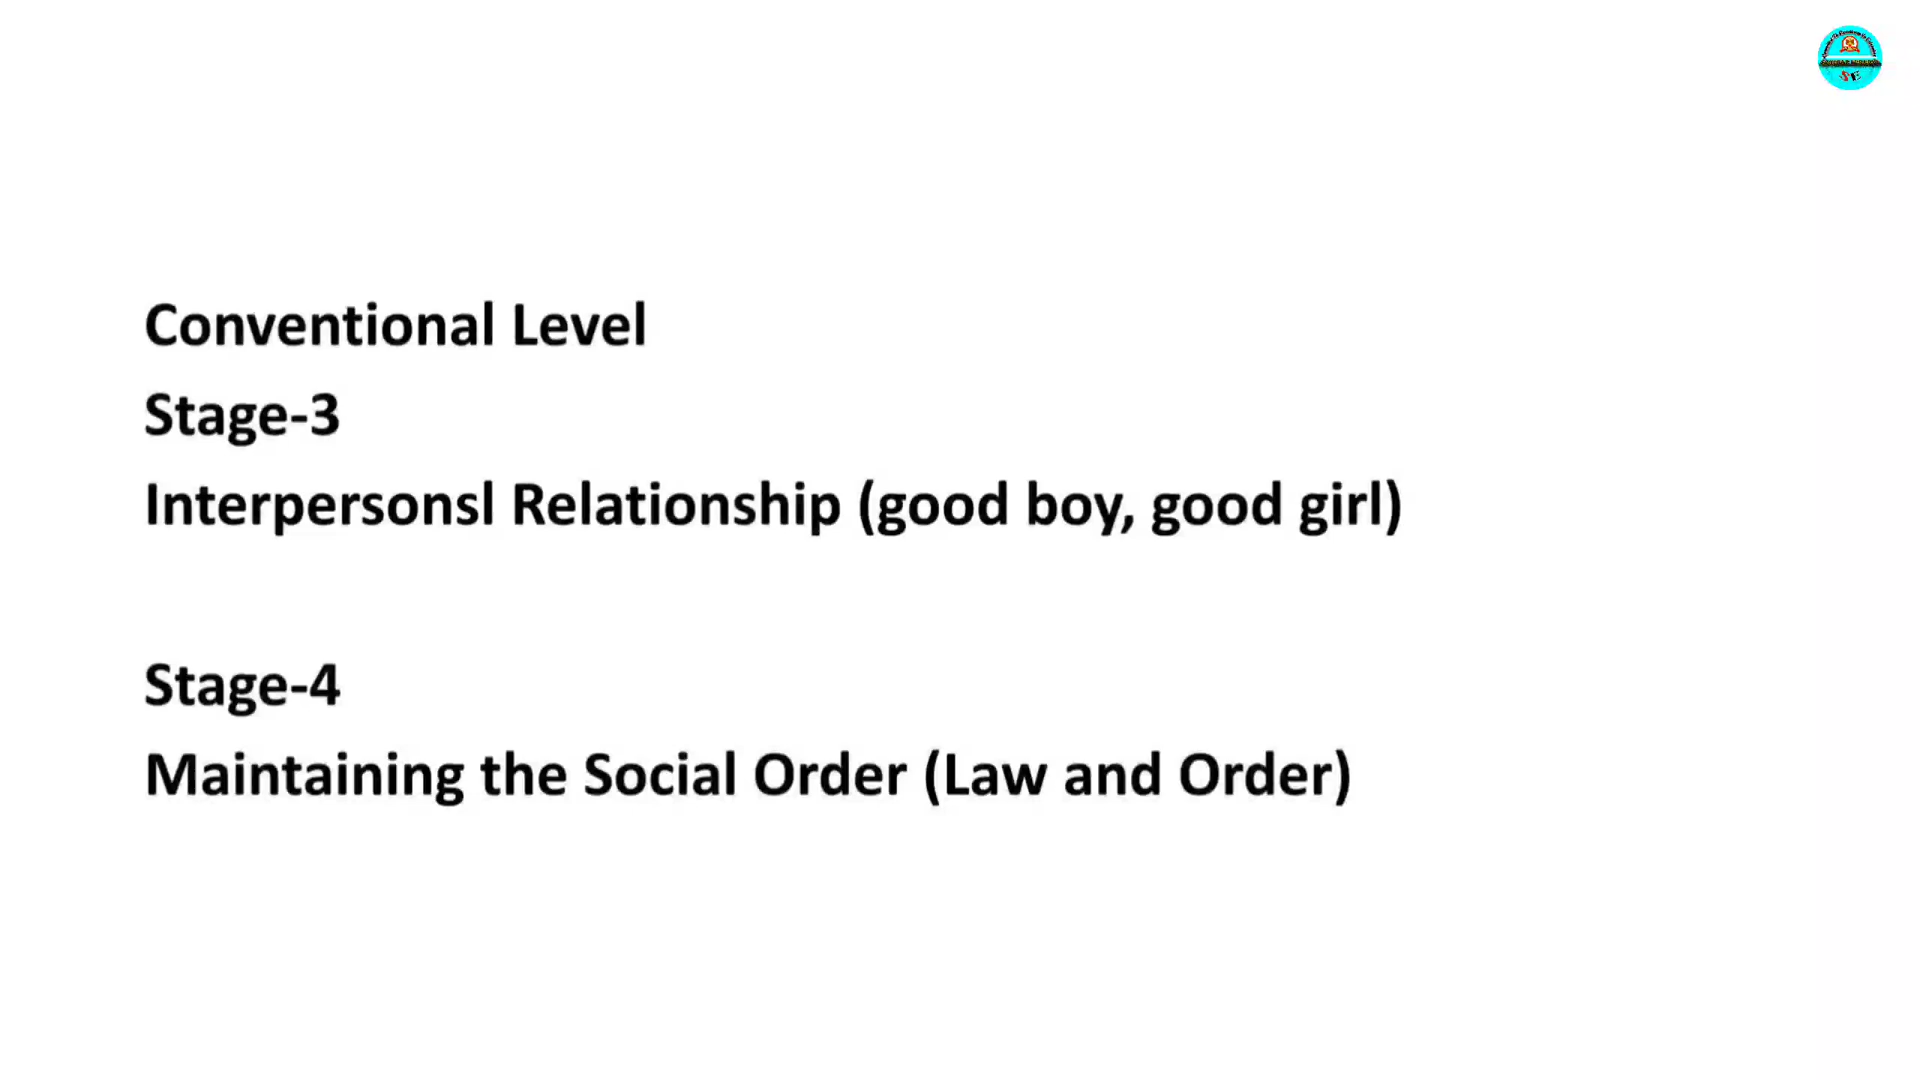 Conventional Level
Stage-3
Interpersonsl Relationship (good boy, good girl)
Stage-4
Maintaining the Social Order (Law and Order)
SE